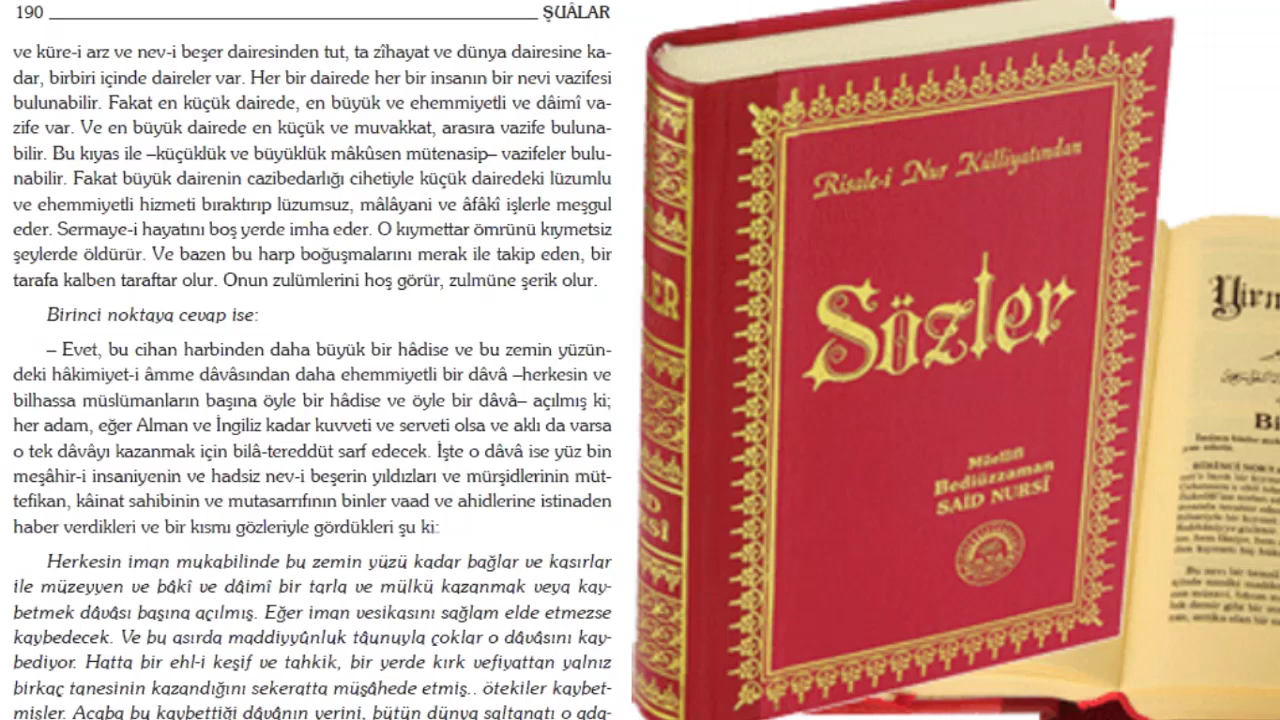 190 ŞUÂLAR
ve küre-i arz ve nev-i beşer dairesinden tut, ta zîhayat ve dünya dairesine ka-
dar, birbiri içinde daireler var. Her bir dairede her bir insanın bir nevi vazifesi
bulunabilir. Fakat en küçük dairede, en büyük ve ehemmiyetli ve dâimî va-
zife var. Ve en büyük dairede en küçük ve muvakkat, arasıra vazife buluna-
bilir. Bu kıyas ile –küçüklük ve büyüklük mâkûsen mütenasip– vazifeler bulu-
nabilir. Fakat büyük dairenin cazibedarlığı cihetiyle küçük dairedeki lüzumlu
ve ehemmiyetli hizmeti bıraktırıp lüzumsuz, mâlâyani ve âfâkî işlerle meşgul
eder. Sermaye-i hayatını boş yerde imha eder. O kıymettar ömrünü kıymetsiz
şeylerde öldürür. Ve bazen bu harp boğuşmalarını merak ile takip eden, bir
tarafa kalben taraftar olur. Onun zulümlerini hoş görür, zulmüne şerik olur.
Birinci noktaya cevap ise:
– Evet, bu cihan harbinden daha büyük bir hâdise ve bu zemin yüzün-
deki hâkimiyet-i âmme dâvâsından daha ehemmiyetli bir dâvâ –herkesin ve
bilhassa müslümanların başına öyle bir hâdise ve öyle bir dâvâ– açılmış ki;
her adam, eğer Alman ve İngiliz kadar kuvveti ve serveti olsa ve aklı da varsa
o tek dâvâyı kazanmak için bilâ-tereddüt sarf edecek. İşte o dâvâ ise yüz bin
meşâhir-i insaniyenin ve hadsiz nev-i beşerin yıldızları ve mürşidlerinin müt-
tefikan, kâinat sahibinin ve mutasarrıfının binler vaad ve ahidlerine istinaden
haber verdikleri ve bir kısmı gözleriyle gördükleri şu ki:
Herkesin iman mukabilinde bu zemin yüzü kadar bağlar ve kasırlar
ile müzeyyen ve bâkî ve dâimî bir tarla ve mülkü kazanmak veya kay-
betmek dâvâsı başına açılmış. Eğer iman vesikasını sağlam elde etmezse
kaybedecek. Ve bu asırda maddiyyûnluk tâunuyla çoklar o dâvâsını kay-
bediyor. Hatta bir ehl-i keşif ve tahkik, bir yerde kırk vefiyattan yalnız
birkaç tanesinin kazandığını sekeratta müşâhede etmiş.. ötekiler kaybet-
mişler. Acaba bu kaybettiği dâvânın yerini, bütün dünya saltanatı o ada-
Risale-i Nur Külliyatından
Sözler
Müellifi
Bediüzzaman
SAİD NURSÎ
LER
Yirm
Bi